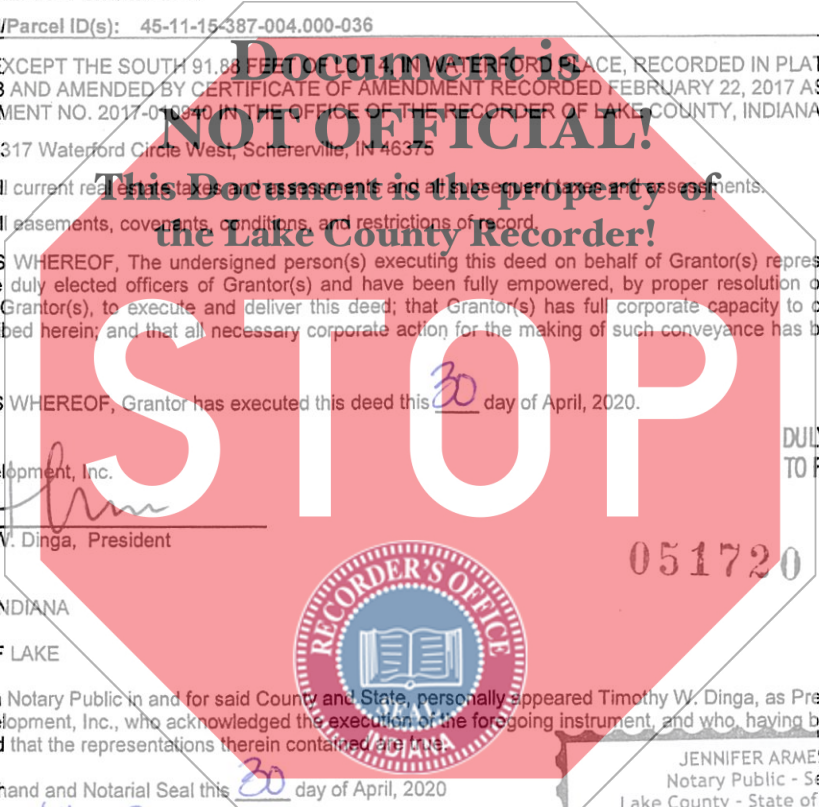 /Parcel ID(s): 45-11-15-387-004.000-036
Document is
EXCEPT THE SOUTH 91.88 FEET OF LOT 4, IN WATERFORD PLACE, RECORDED IN PLAT
AND AMENDED BY CERTIFICATE OF AMENDMENT RECORDED FEBRUARY 22, 2017 AS
MENT NO. 2017-010940 IN THE OFFICE OF THE RECORDER OF LAKE COUNTY, INDIANA
NOT OFFICIAL!
317 Waterford Circle West, Schererville, IN 46375
l current real estate taxes and assessments and all subsequent taxes and assessments.
This Document is the property of
l easements, covenants, conditions, and restrictions of record.
the Lake County Recorder!
S WHEREOF, The undersigned person(s) executing this deed on behalf of Grantor(s) repres
e duly elected officers of Grantor(s) and have been fully empowered, by proper resolution o
Grantor(s), to execute and deliver this deed; that Grantor(s) has full corporate capacity to c
bed herein; and that all necessary corporate action for the making of such conveyance has b
STOP
S WHEREOF, Grantor has executed this deed this 30 day of April, 2020.
DUL
TO F
lopment, Inc.
W. Dinga, President
051720
RECORDER'S OFFICE
SEAL
INDIANA
NDIANA
F LAKE
Notary Public in and for said County and State, personally appeared Timothy W. Dinga, as Pre
lopment, Inc., who acknowledged the execution of the foregoing instrument, and who, having b
d that the representations therein contained are true.
JENNIFER ARMES
Notary Public - Se
Lake County - State of
hand and Notarial Seal this 30 day of April, 2020